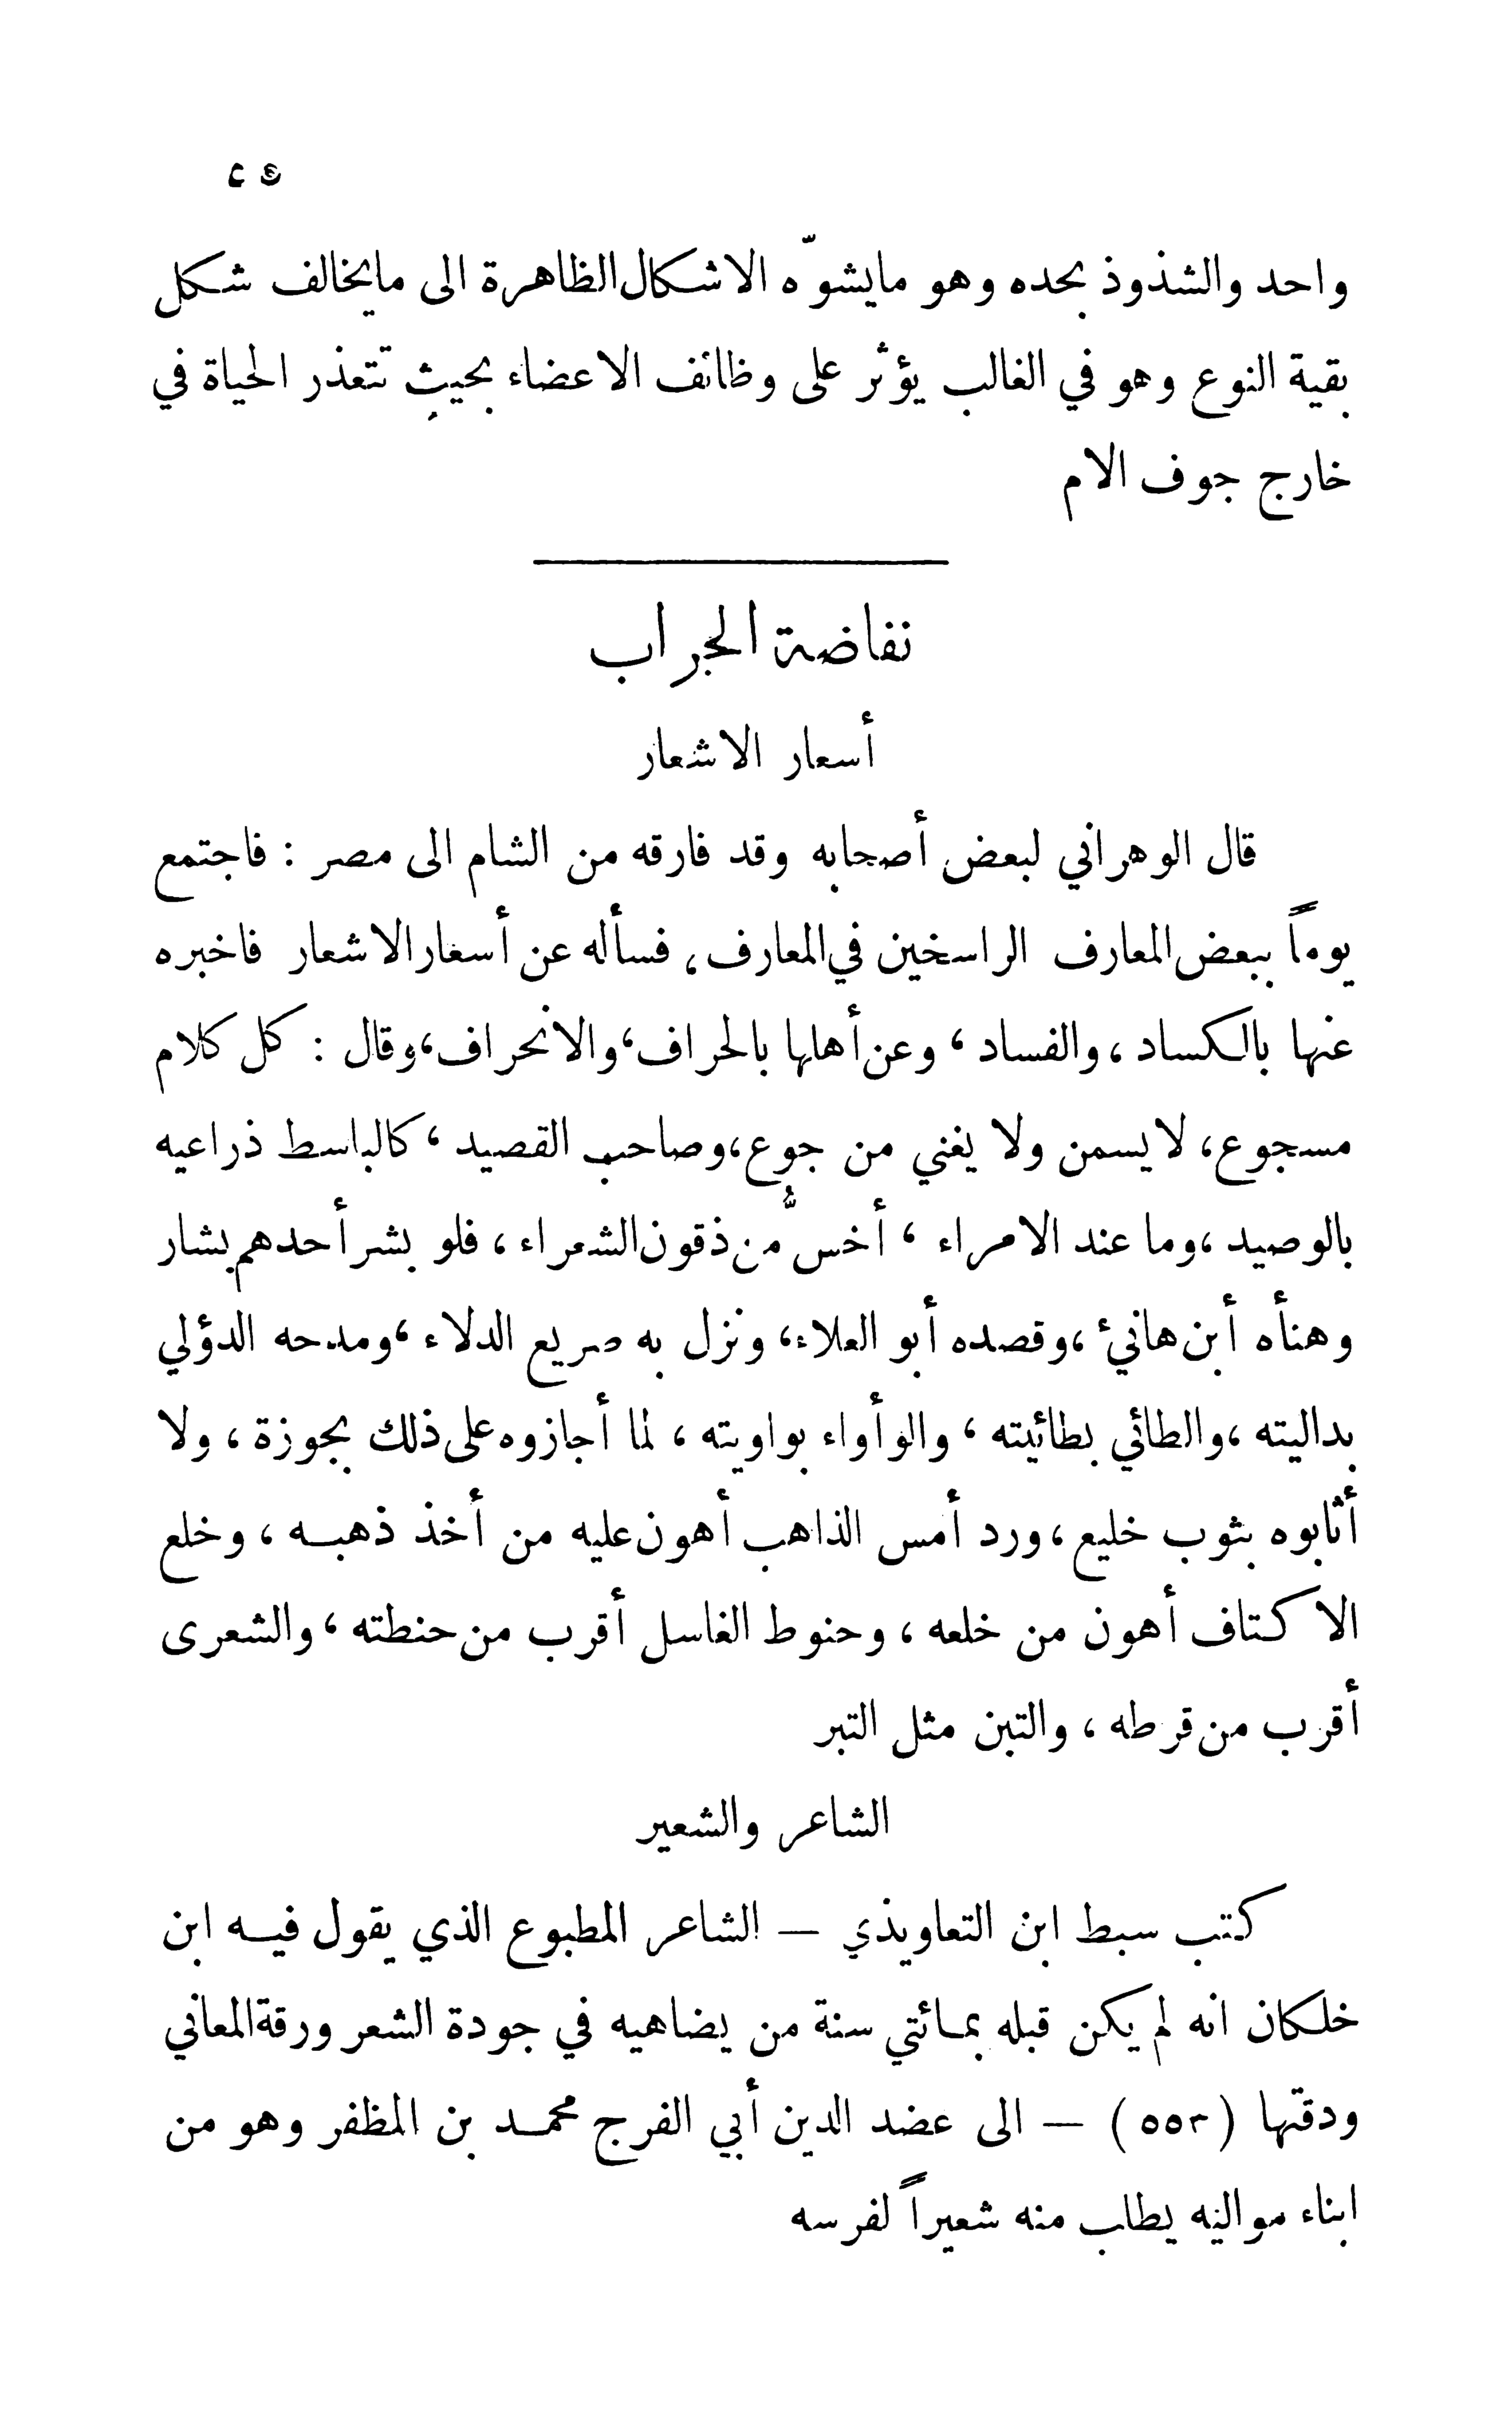 واحد والشذوذ بحده وهو مايشوّه الاشكال الظاهرة الى مايخالف شكل
بقية النوع وهو في الغالب يؤثر على وظائف الاعضاء بحيث تتعذر الحياة في
خارج جوف الام
نفاضة الجراب
أسعار الاشعار
قال الوهراني لبعض أصحابه وقد فارقه من الشام الى مصر : فاجتمع
يوماً ببعض المعارف الراسخين في المعارف، فسأله عن أسعار الاشعار فاخبره
عنها بالكساد ، والفساد ، وعن أهلها بالحراف، والانحراف، وقال : كل كلام
مسجوع، لا يسمن ولا يغني من جوع، وصاحب القصيد ، كالباسط ذراعيه
بالوصيد ، وما عند الامراء ، أخسُّ من ذقون الشعراء ، فلو بشر أحدهم بشار
وهنأه أبن هانئ ، وقصده أبو العلاء، ونزل به صريع الدلاء ، ومدحه الدؤلي
بداليته ، والطائي بطائيته ، والوأواء بواويته ، لما أجازوه على ذلك بجوزة ، ولا
أثابوه بثوب خليع ، ورد أمس الذاهب أهون عليه من أخذ ذهبه ، وخلع
الاكتاف أهون من خلعه ، وحنوط الغاسل أقرب من حنطته ، والشعرى
أقرب من قرطه ، والتبن مثل التبر
الشاعر والشعير
كتب سبط ابن التعاويذي — الشاعر المطبوع الذي يقول فيه ابن
خلكان انه لم يكن قبله بمائتي سنة من يضاهيه في جودة الشعر ورقة المعاني
ودقتها (٥٥٣) — الى عضد الدين أبي الفرج محمد بن المظفر وهو من
ابناء مواليه يطلب منه شعيراً لفرسه